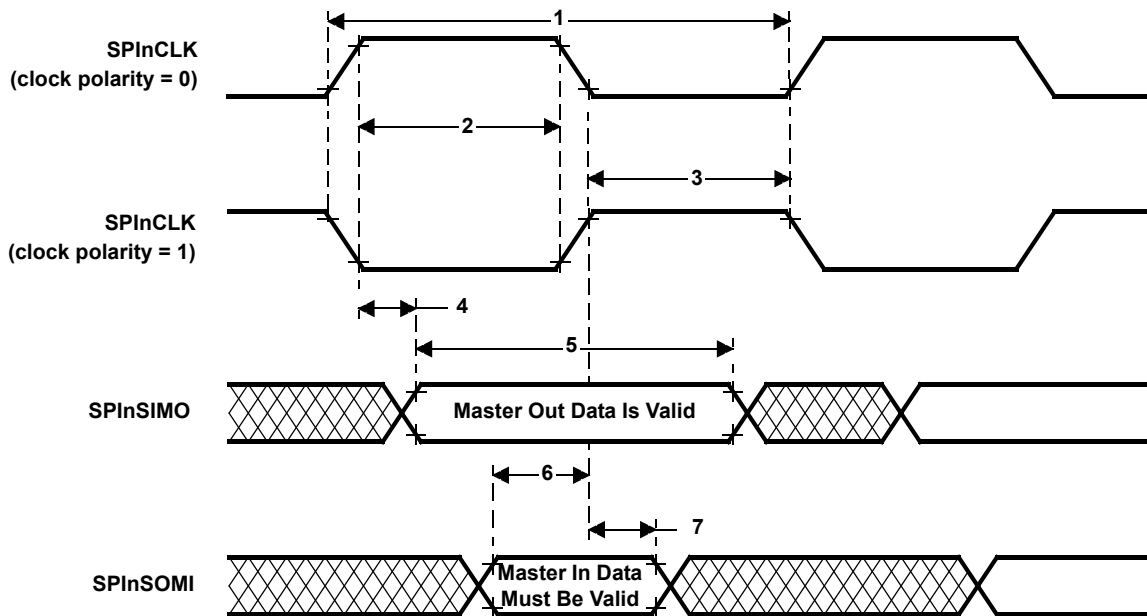 1
SPInCLK
(clock polarity = 0)
2
3
SPInCLK
(clock polarity = 1)
4
5
SPInSIMO
Master Out Data Is Valid
6
7
SPInSOMI
Master In Data
Must Be Valid